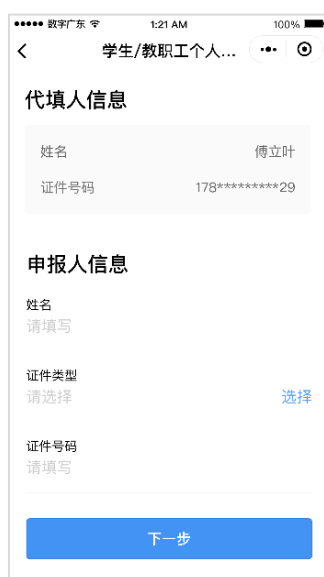 数字广东 1:21 AM 100%
学生/教职工个人...
代填人信息
姓名 傅立叶
证件号码 178*********29
申报人信息
姓名
请填写
证件类型
请选择 选择
证件号码
请填写
下一步